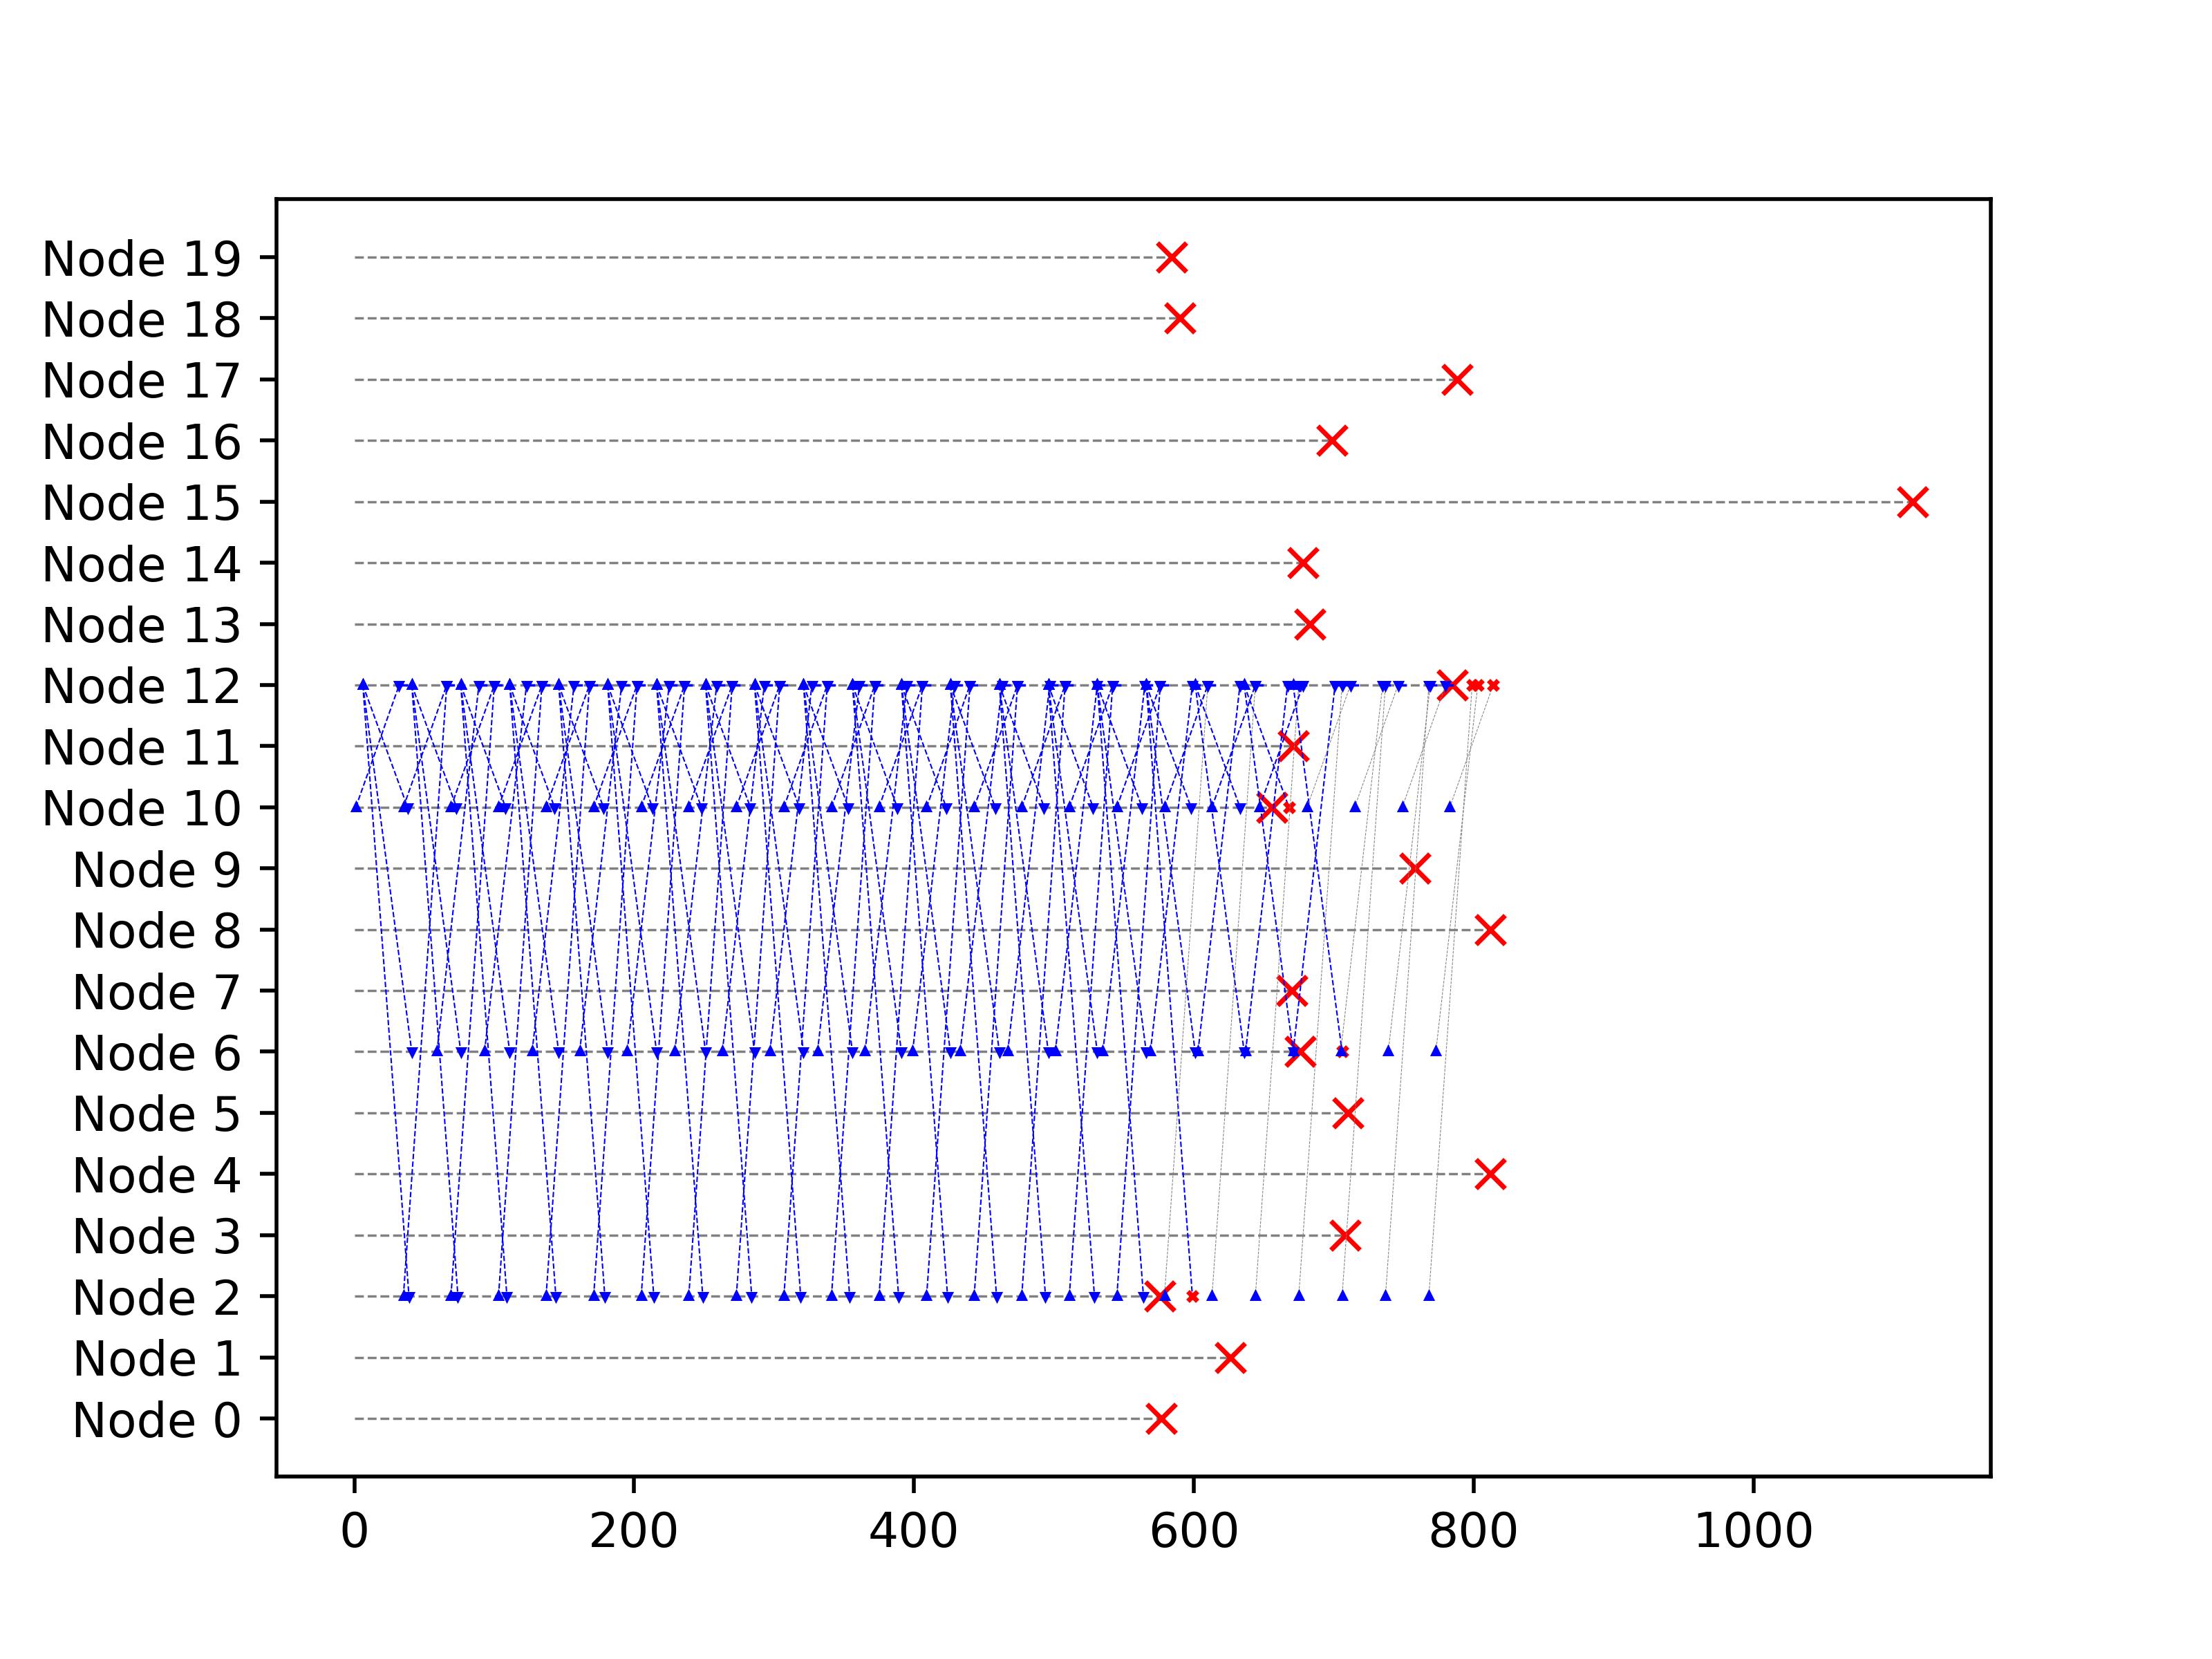 Node 19
Node 18
Node 17
Node 16
Node 15
Node 14
Node 13
Node 12
Node 11
Node 10
Node 9
Node 8
Node 7
Node 6
Node 5
Node 4
Node 3
Node 2
Node 1
Node 0
0 200 400 600 800 1000